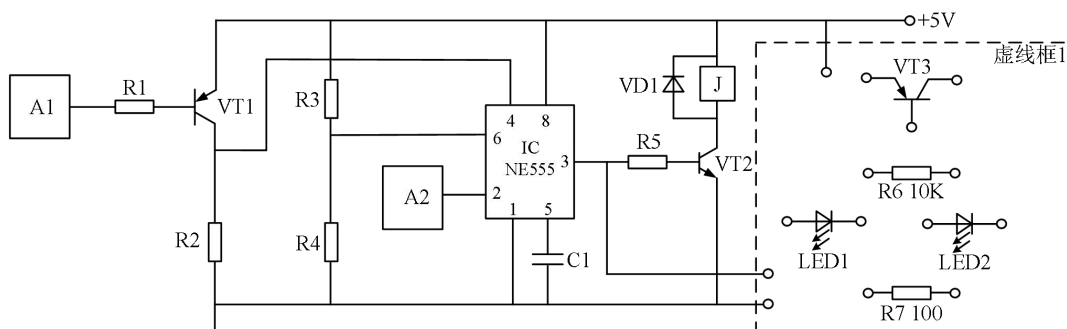 +5V
虚线框1
A1
R1
VT1
R3
R2
R4
A2
4
8
6
IC
NE555
3
2
1
5
C1
VD1
J
R5
VT2
VT3
R6 10K
LED1
LED2
R7 100